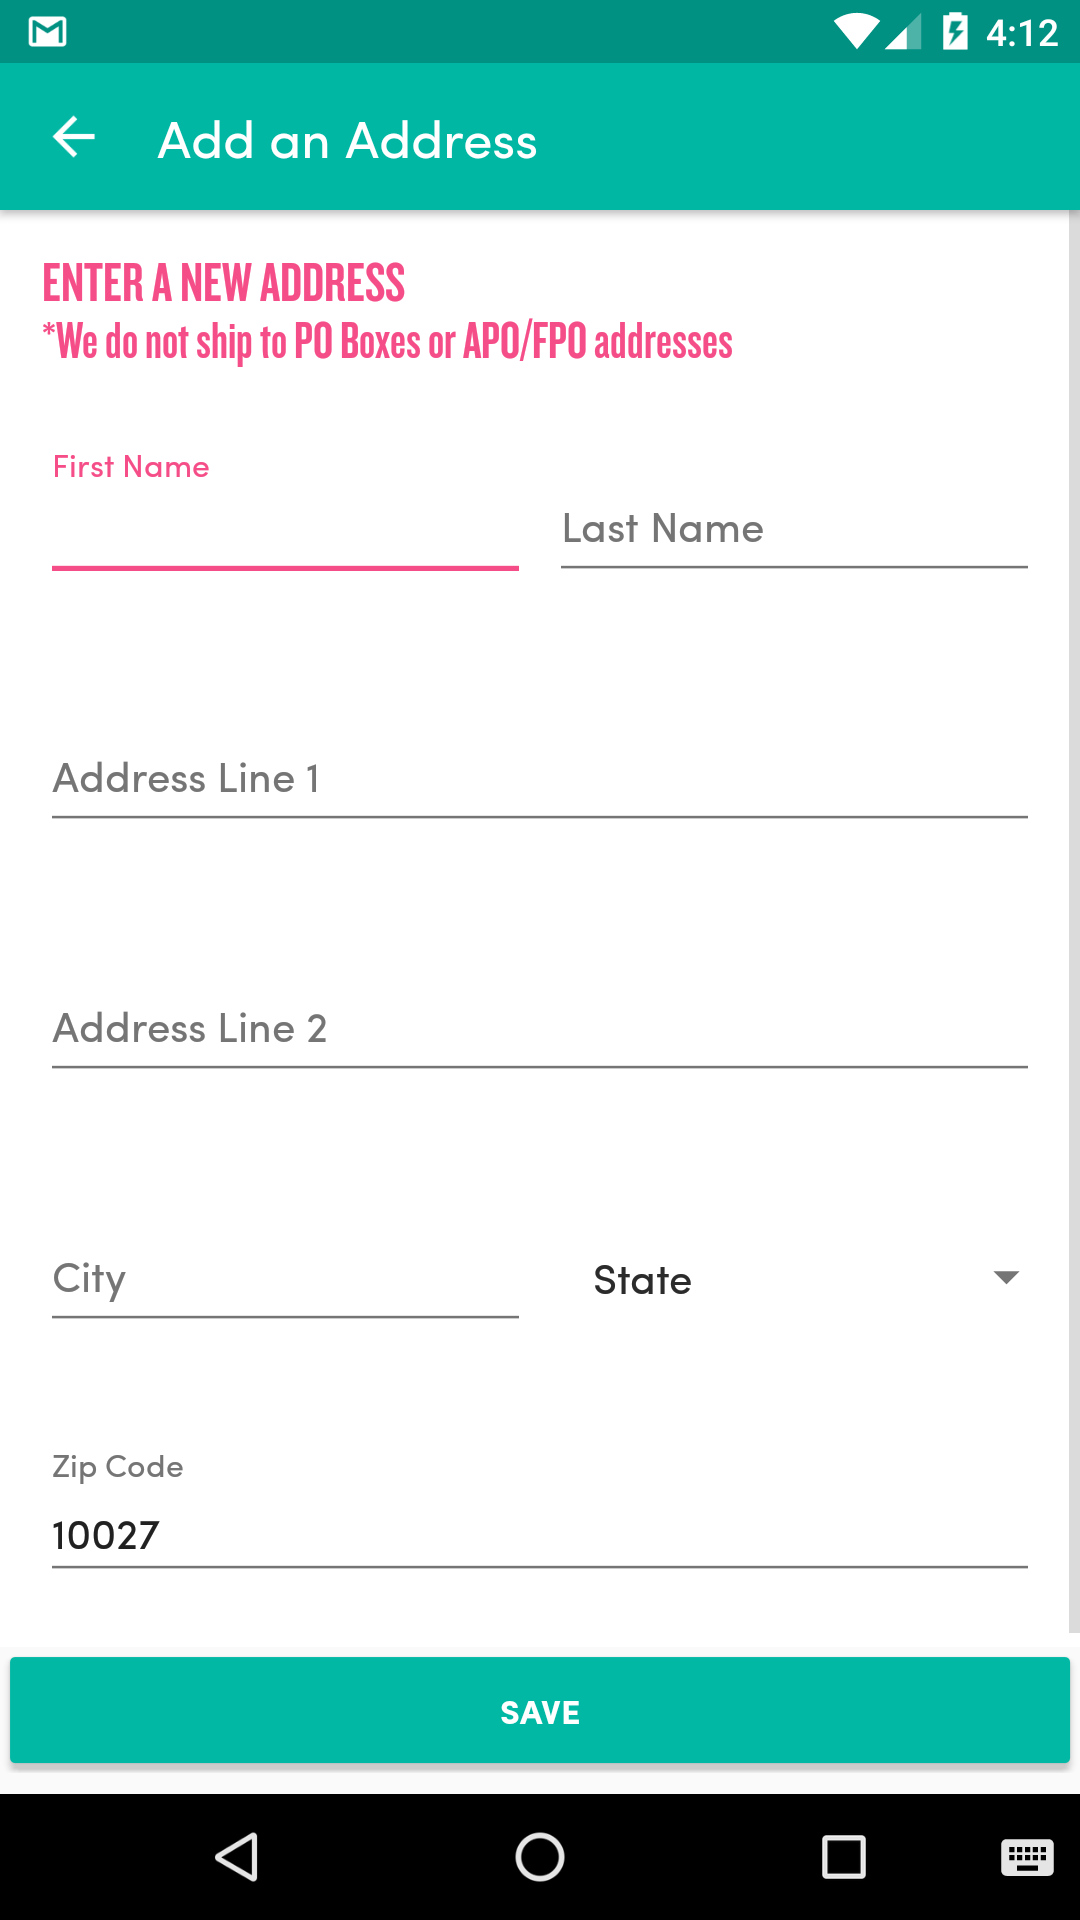 4:12
Add an Address
ENTER A NEW ADDRESS
*We do not ship to PO Boxes or APO/FPO addresses
First Name
Last Name
Address Line 1
Address Line 2
City
State
Zip Code
10027
SAVE